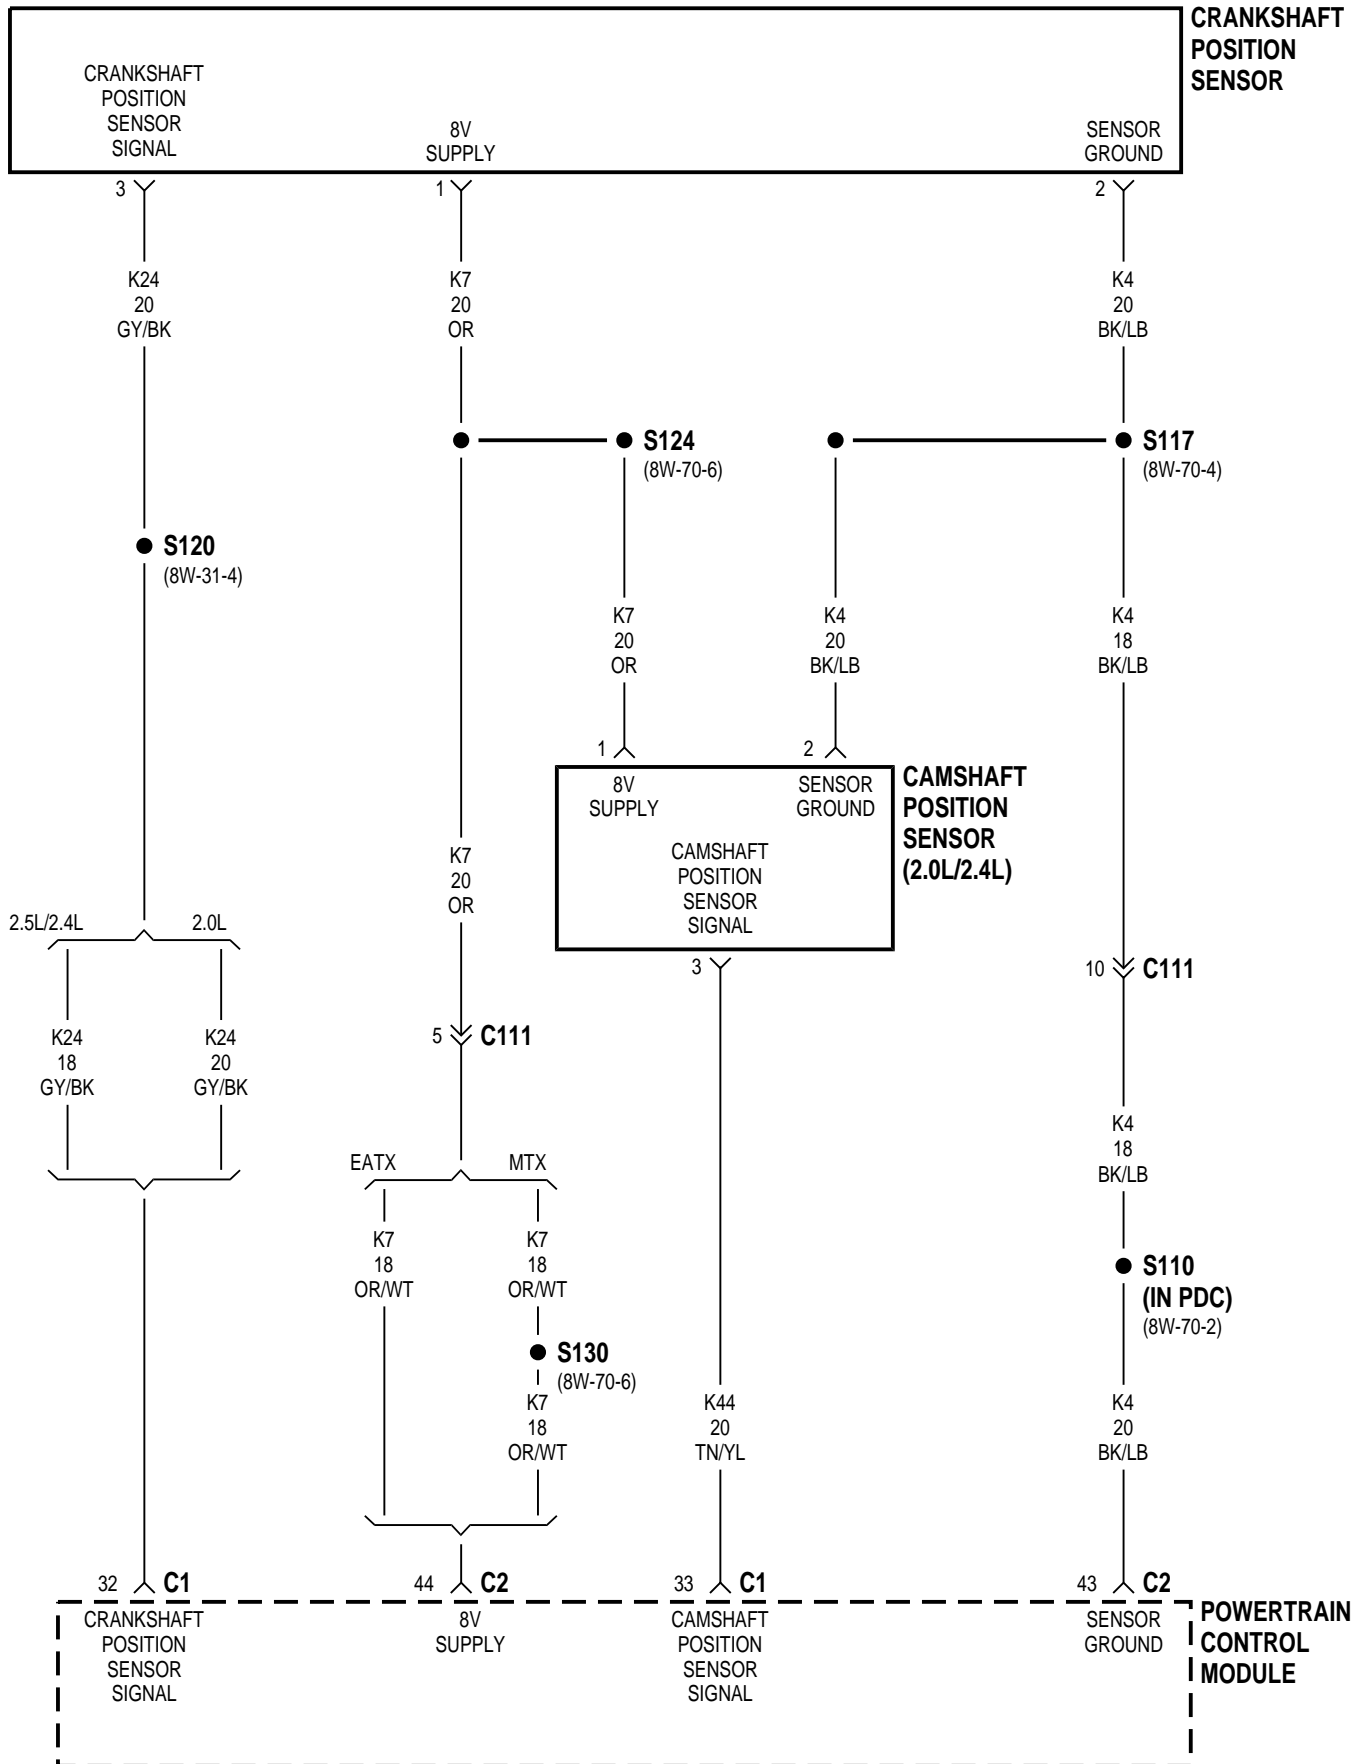 CRANKSHAFT
POSITION
SENSOR
CRANKSHAFT
POSITION
SENSOR
SIGNAL
8V
SUPPLY
SENSOR
GROUND
3
1
2
K24
20
GY/BK
K7
20
OR
K4
20
BK/LB
S124
(8W-70-6)
S117
(8W-70-4)
S120
(8W-31-4)
K7
20
OR
K4
20
BK/LB
K4
18
BK/LB
1
2
8V
SUPPLY
SENSOR
GROUND
CAMSHAFT
POSITION
SENSOR
SIGNAL
CAMSHAFT
POSITION
SENSOR
(2.0L/2.4L)
K7
20
OR
2.5L/2.4L
2.0L
3
10 C111
K24
18
GY/BK
K24
20
GY/BK
5 C111
K4
18
BK/LB
EATX
MTX
K7
18
OR/WT
K7
18
OR/WT
S110
(IN PDC)
(8W-70-2)
S130
(8W-70-6)
K7
18
OR/WT
K44
20
TN/YL
K4
20
BK/LB
32 C1
44 C2
33 C1
43 C2
CRANKSHAFT
POSITION
SENSOR
SIGNAL
8V
SUPPLY
CAMSHAFT
POSITION
SENSOR
SIGNAL
SENSOR
GROUND
POWERTRAIN
CONTROL
MODULE